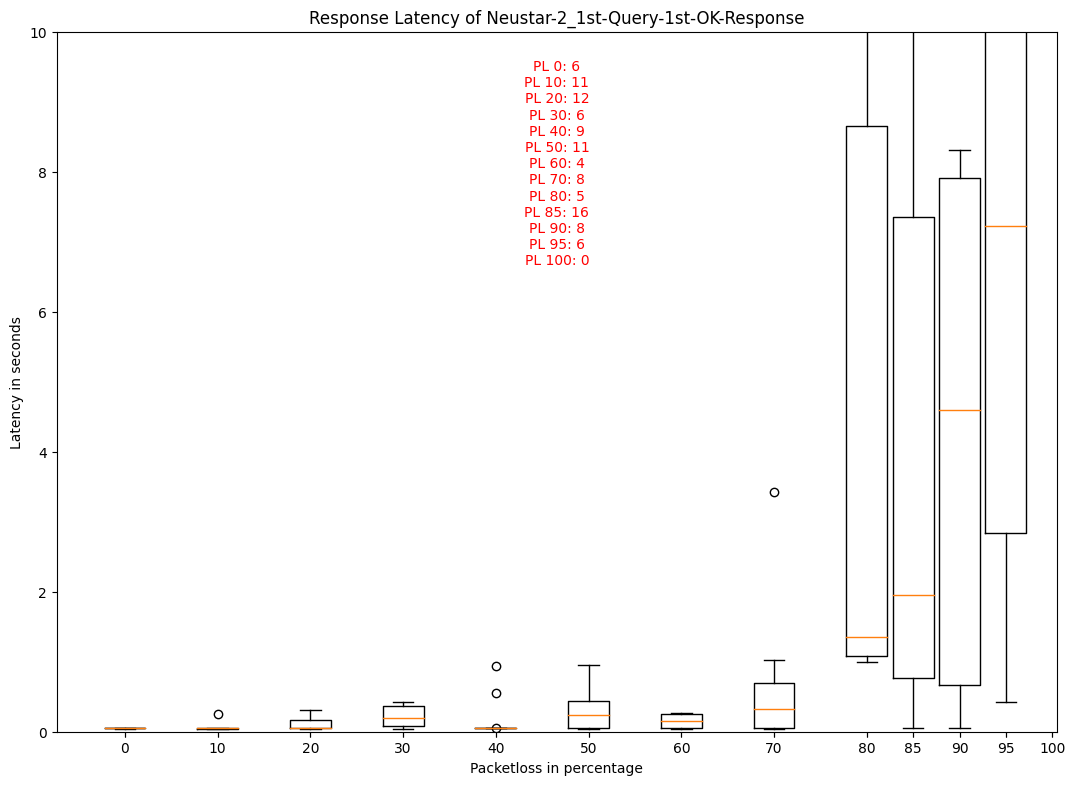 Response Latency of Neustar-2_1st-Query-1st-OK-Response
10
8
6
4
2
0
Latency in seconds
PL 0: 6
PL 10: 11
PL 20: 12
PL 30: 6
PL 40: 9
PL 50: 11
PL 60: 4
PL 70: 8
PL 80: 5
PL 85: 16
PL 90: 8
PL 95: 6
PL 100: 0
0 10 20 30 40 50 60 70 80 85 90 95 100
Packetloss in percentage